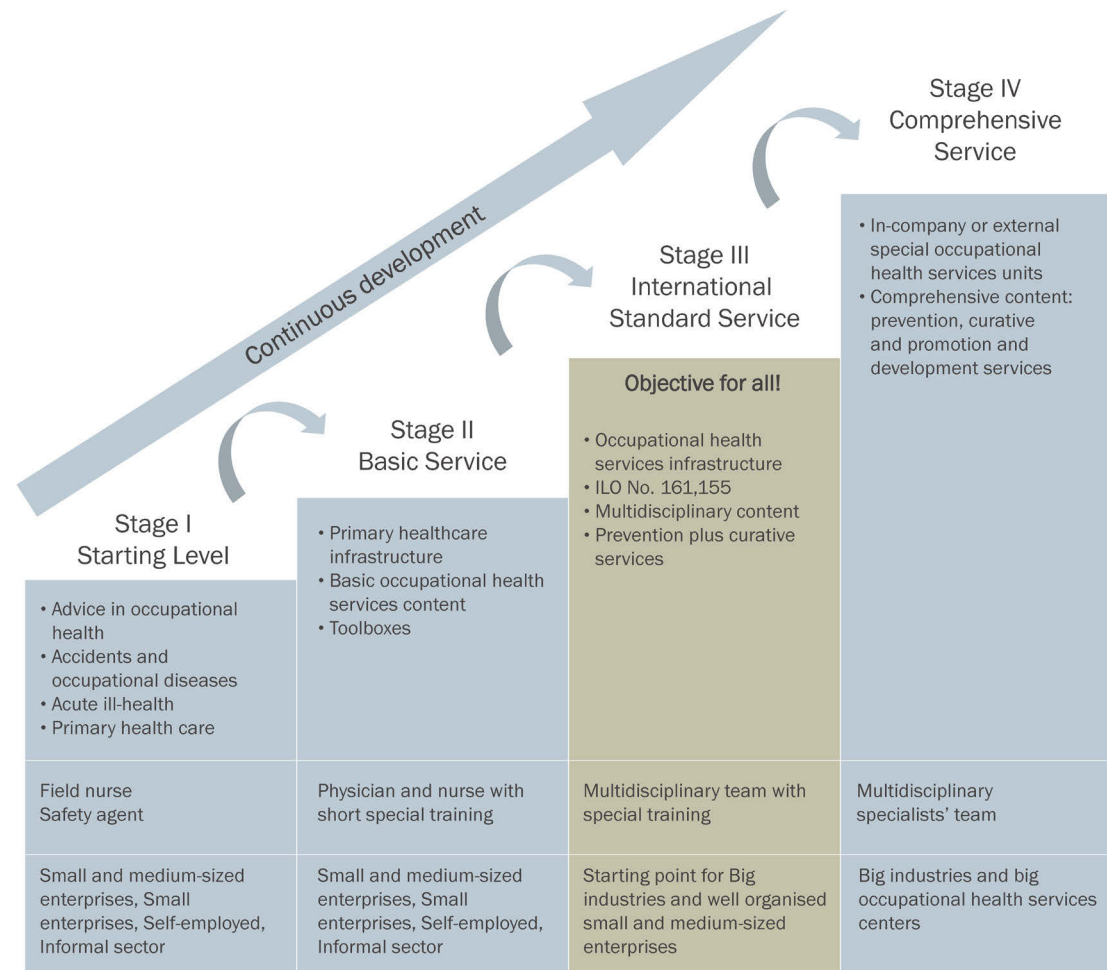 Continuous development
Stage I
Starting Level
• Advice in occupational
health
• Accidents and
occupational diseases
• Acute ill-health
• Primary health care
Field nurse
Safety agent
Small and medium-sized
enterprises, Small
enterprises, Self-employed,
Informal sector
Stage II
Basic Service
• Primary healthcare
infrastructure
• Basic occupational health
services content
• Toolboxes
Physician and nurse with
short special training
Small and medium-sized
enterprises, Small
enterprises, Self-employed,
Informal sector
Stage III
International
Standard Service
Objective for all!
• Occupational health
services infrastructure
• ILO No. 161,155
• Multidisciplinary content
• Prevention plus curative
services
Multidisciplinary team with
special training
Starting point for Big
industries and well organised
small and medium-sized
enterprises
Stage IV
Comprehensive
Service
• In-company or external
special occupational
health services units
• Comprehensive content:
prevention, curative
and promotion and
development services
Multidisciplinary
specialists’ team
Big industries and big
occupational health services
centers